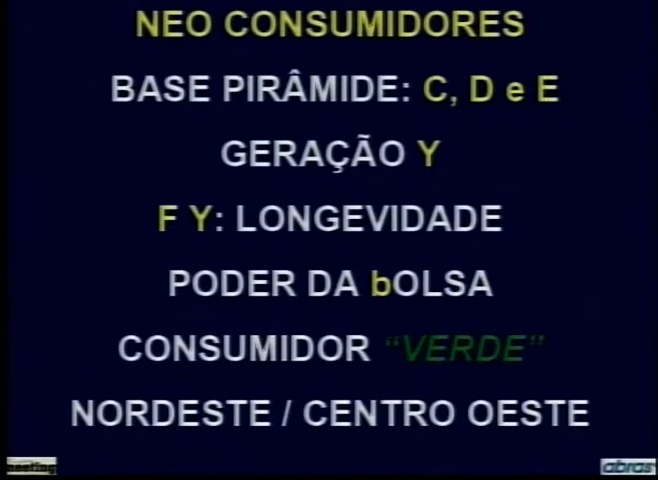 NEO CONSUMIDORES
BASE PIRÂMIDE: C, D e E
GERAÇÃO Y
F Y: LONGEVIDADE
PODER DA bOLSA
CONSUMIDOR “VERDE”
NORDESTE / CENTRO OESTE
abras